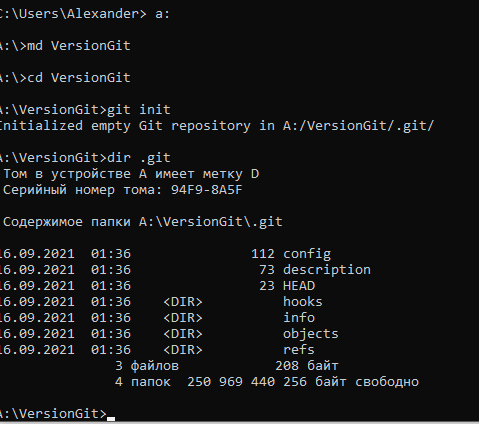 C:\Users\Alexander> a:
A:\>md VersionGit
A:\>cd VersionGit
A:\VersionGit>git init
Initialized empty Git repository in A:/VersionGit/.git/
A:\VersionGit>dir .git
Том в устройстве A имеет метку D
Серийный номер тома: 94F9-8A5F
Содержимое папки A:\VersionGit\.git
16.09.2021  01:36               112 config
16.09.2021  01:36                73 description
16.09.2021  01:36                23 HEAD
16.09.2021  01:36    <DIR>          hooks
16.09.2021  01:36    <DIR>          info
16.09.2021  01:36    <DIR>          objects
16.09.2021  01:36    <DIR>          refs
3 файлов            208 байт
4 папок  250 969 440 256 байт свободно
A:\VersionGit>